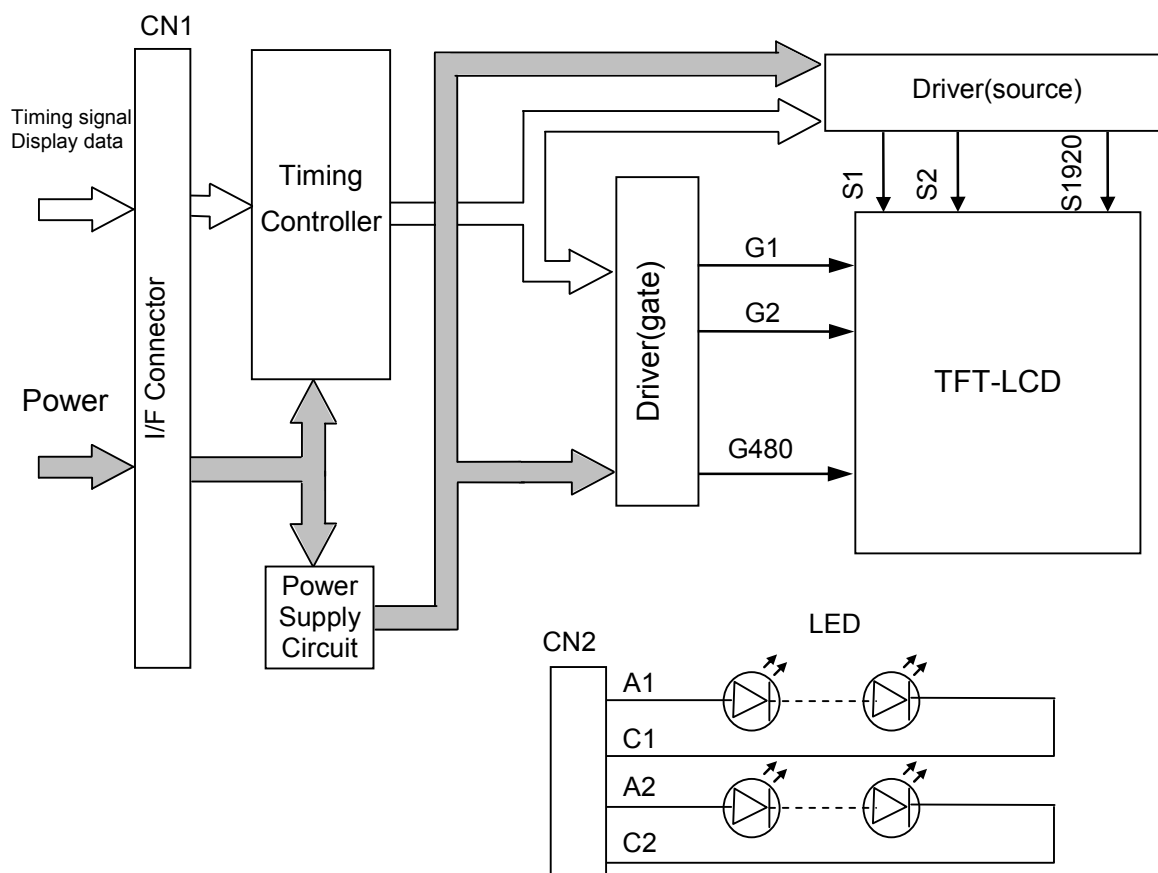 CN1
Timing signal
Display data
Power
I/F Connector
Timing
Controller
Power
Supply
Circuit
Driver(source)
S1
S2
S1920
Driver(gate)
G1
G2
G480
TFT-LCD
LED
CN2
A1
C1
A2
C2